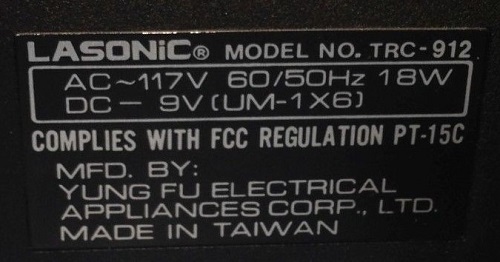 LASONiC® MODEL NO. TRC-912
AC~117V 60/50Hz 18W
DC — 9V (UM-1X6)
COMPLIES WITH FCC REGULATION PT-15C
MFD. BY:
YUNG FU ELECTRICAL
APPLIANCES CORP., LTD.
MADE IN TAIWAN